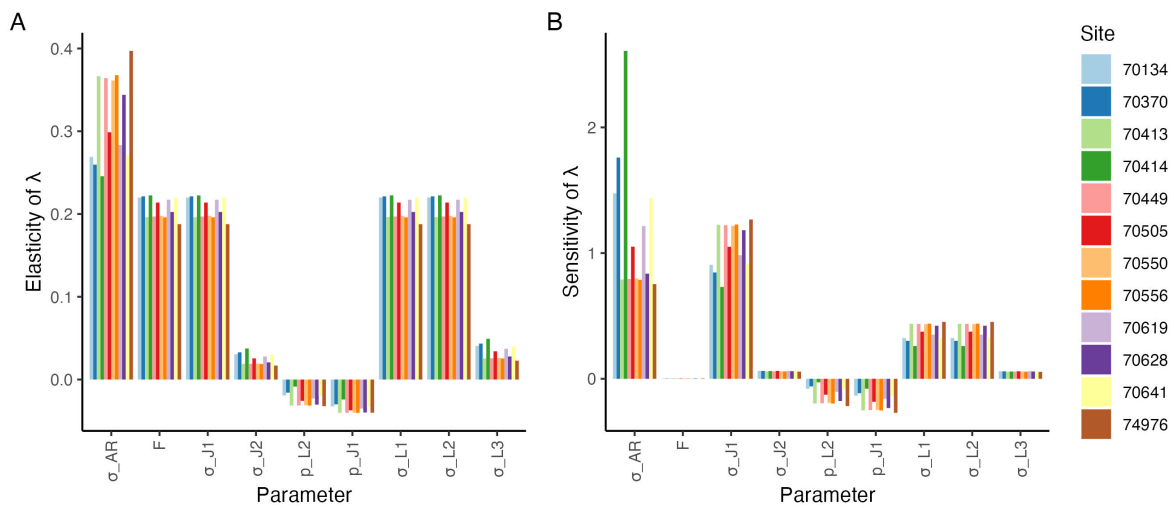 A
Elasticity of λ
0.4
0.3
0.2
0.1
0.0
σ_AR
F
σ_J1
σ_J2
p_L2
p_J1
σ_L1
σ_L2
σ_L3
Parameter
B
Sensitivity of λ
2
1
0
σ_AR
F
σ_J1
σ_J2
p_L2
p_J1
σ_L1
σ_L2
σ_L3
Parameter
Site
70134
70370
70413
70414
70449
70505
70550
70556
70619
70628
70641
74976